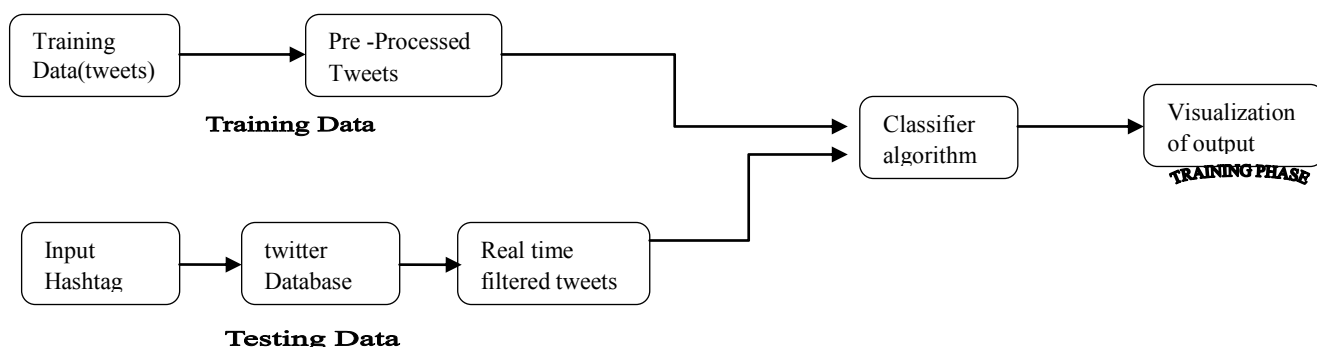 Training
Data(tweets)
Pre -Processed
Tweets
Training Data
Classifier
algorithm
Visualization
of output
TRAINING PHASE
Input
Hashtag
twitter
Database
Real time
filtered tweets
Testing Data